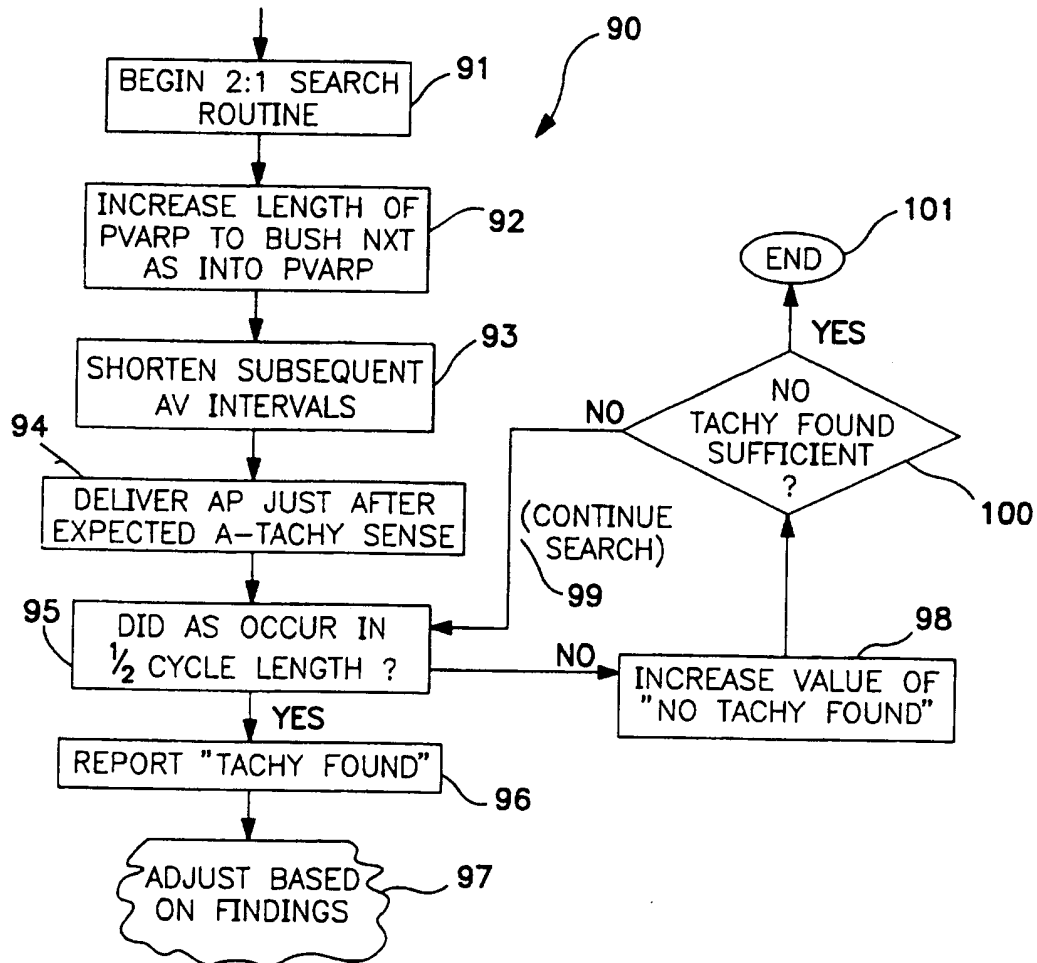 90
BEGIN 2:1 SEARCH
ROUTINE
91
INCREASE LENGTH OF
PVARP TO BUSH NXT
AS INTO PVARP
92
SHORTEN SUBSEQUENT
AV INTERVALS
93
94
DELIVER AP JUST AFTER
EXPECTED A-TACHY SENSE
95
DID AS OCCUR IN
1/2 CYCLE LENGTH ?
NO
YES
REPORT "TACHY FOUND"
96
ADJUST BASED
ON FINDINGS
97
98
INCREASE VALUE OF
"NO TACHY FOUND"
NO
TACHY FOUND
SUFFICIENT
?
100
NO
(CONTINUE
SEARCH)
99
YES
END
101